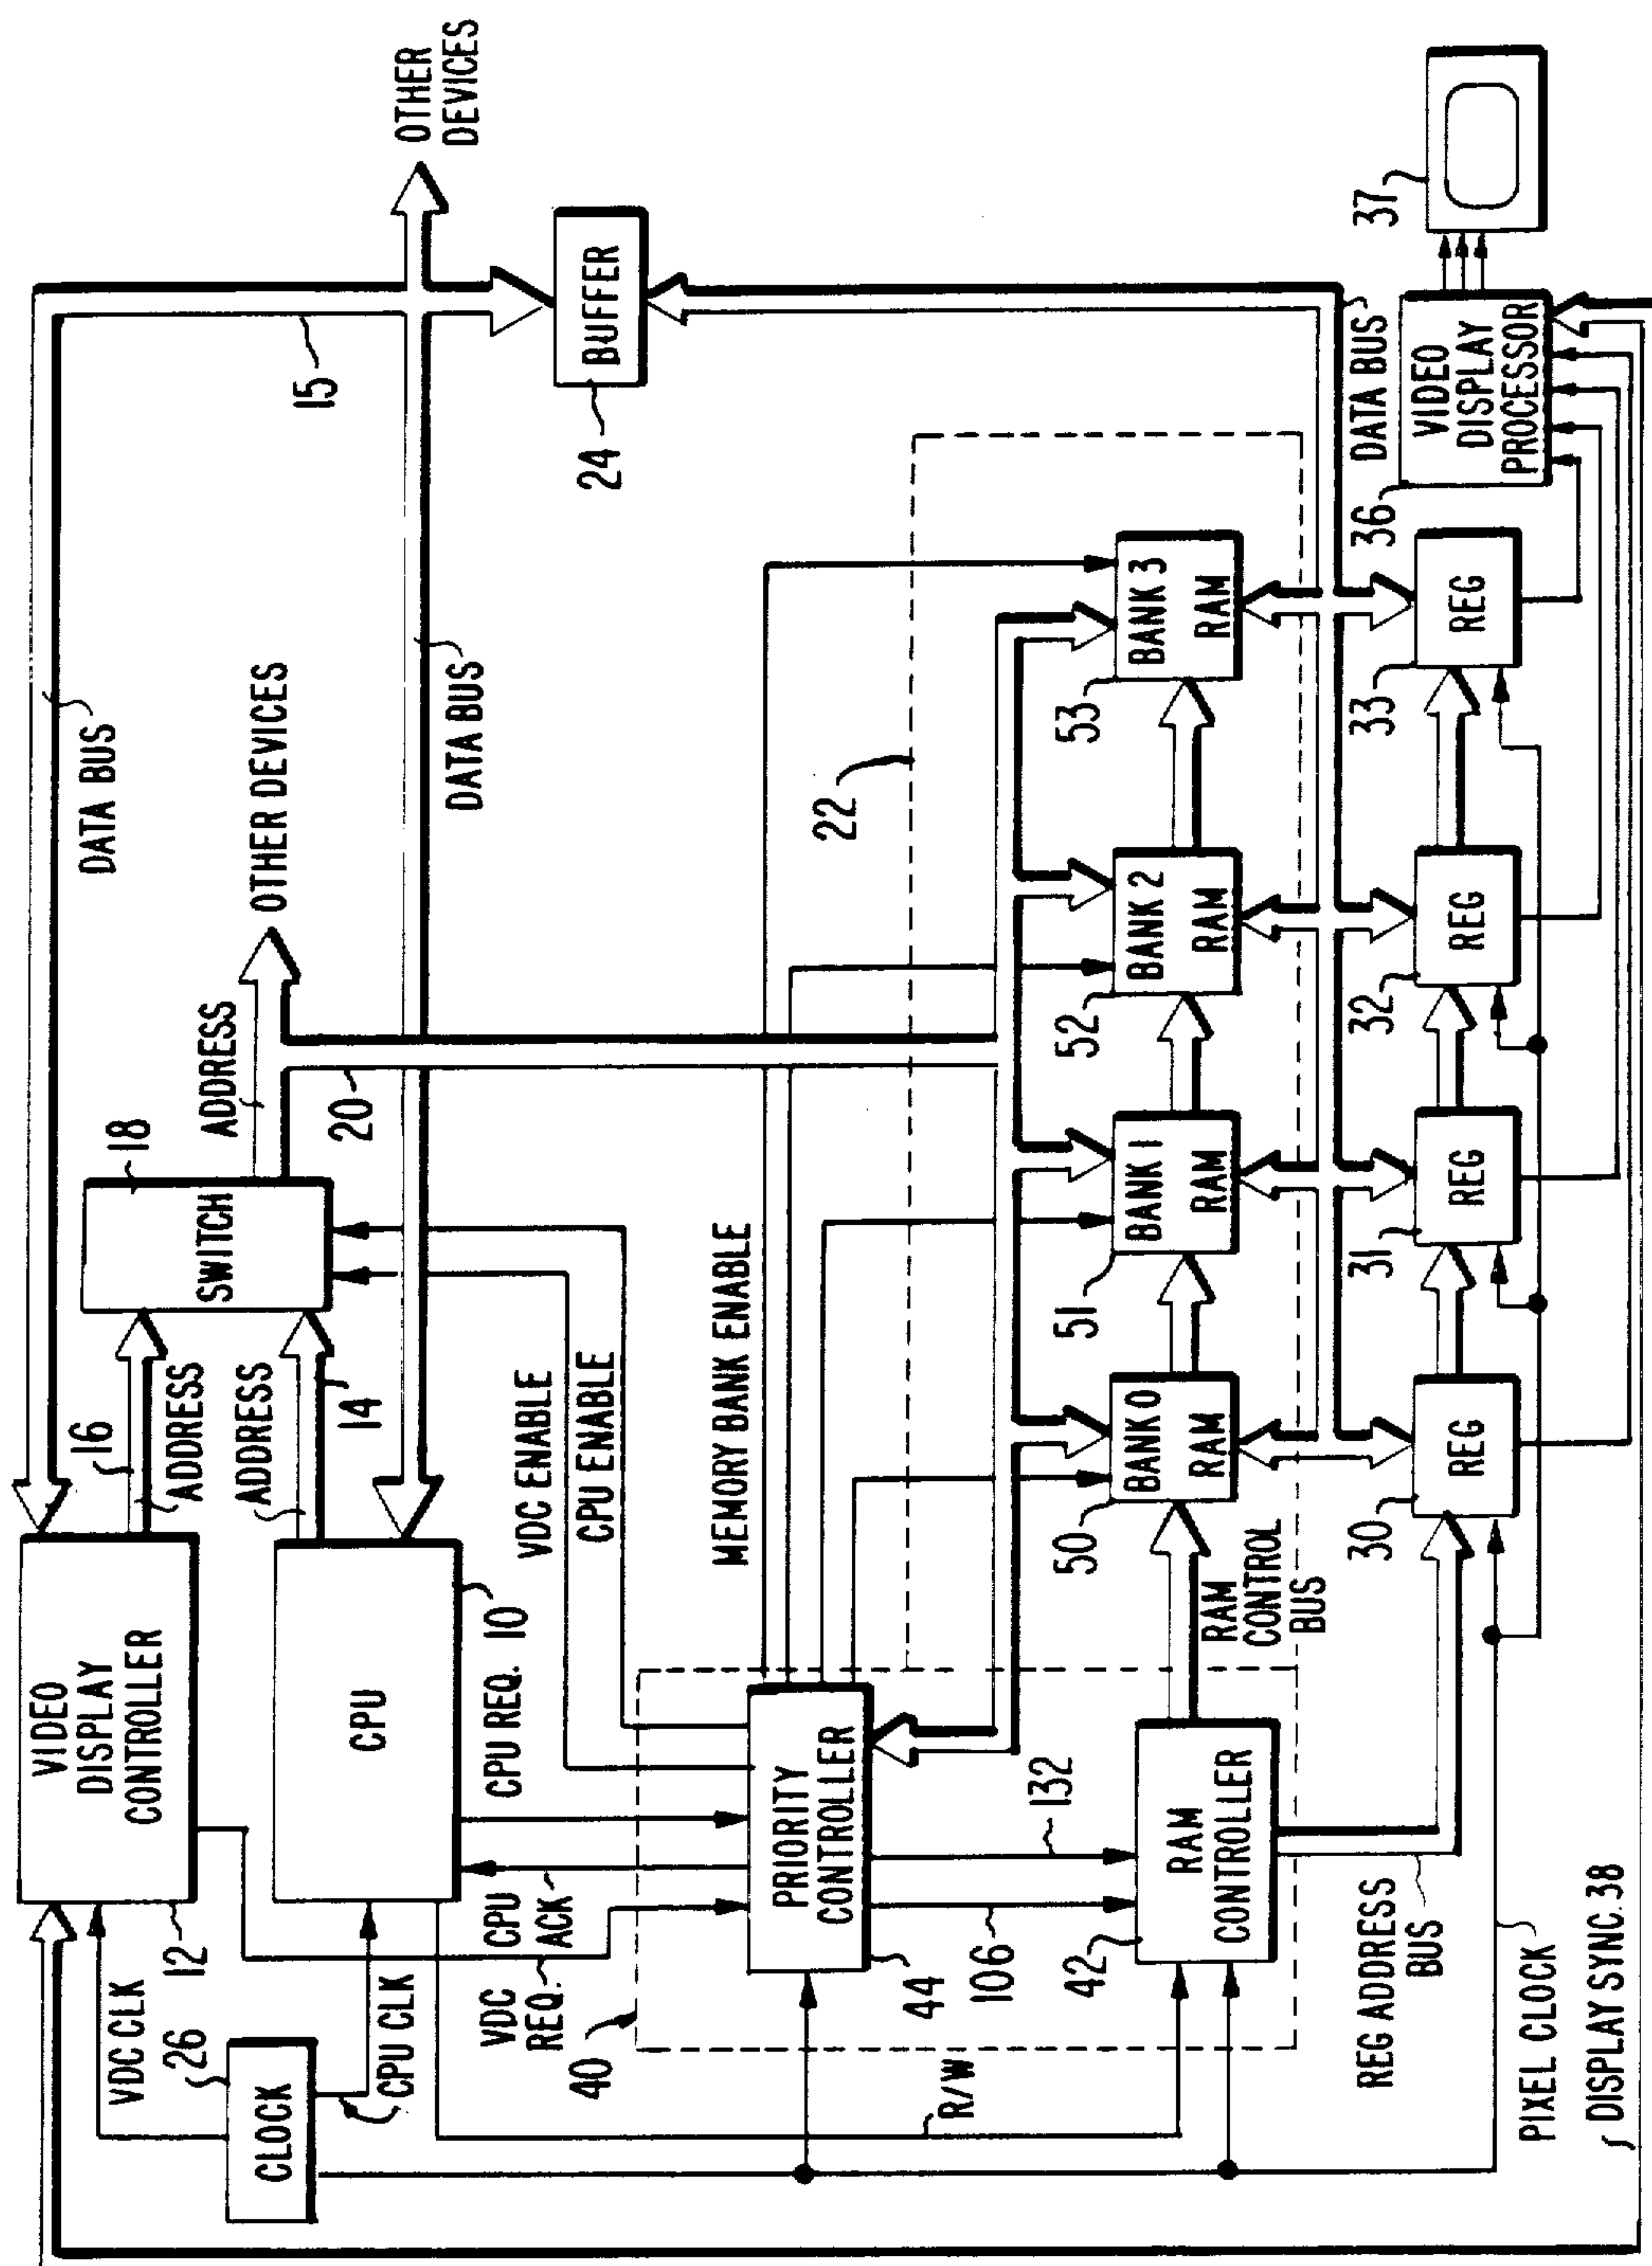 DATA BUS
15
OTHER
DEVICES
VIDEO
DISPLAY
CONTROLLER
12
VDC CLK
26
CLOCK
CPU CLK
16
ADDRESS
ADDRESS
14
SWITCH
18
ADDRESS
OTHER DEVICES
20
CPU
10
DATA BUS
BUFFER
24
CPU REQ.
CPU
ACK
VDC
REQ.
VDC ENABLE
CPU ENABLE
40
MEMORY BANK ENABLE
22
PRIORITY
CONTROLLER
44
106
132
R/W
RAM
CONTROLLER
42
RAM
CONTROL
BUS
BANK 0
RAM
50
BANK 1
RAM
51
BANK 2
RAM
52
BANK 3
RAM
53
DATA BUS
REG
30
REG
31
REG
32
REG
33
VIDEO
DISPLAY
PROCESSOR
36
37
REG ADDRESS
BUS
PIXEL CLOCK
DISPLAY SYNC. 38